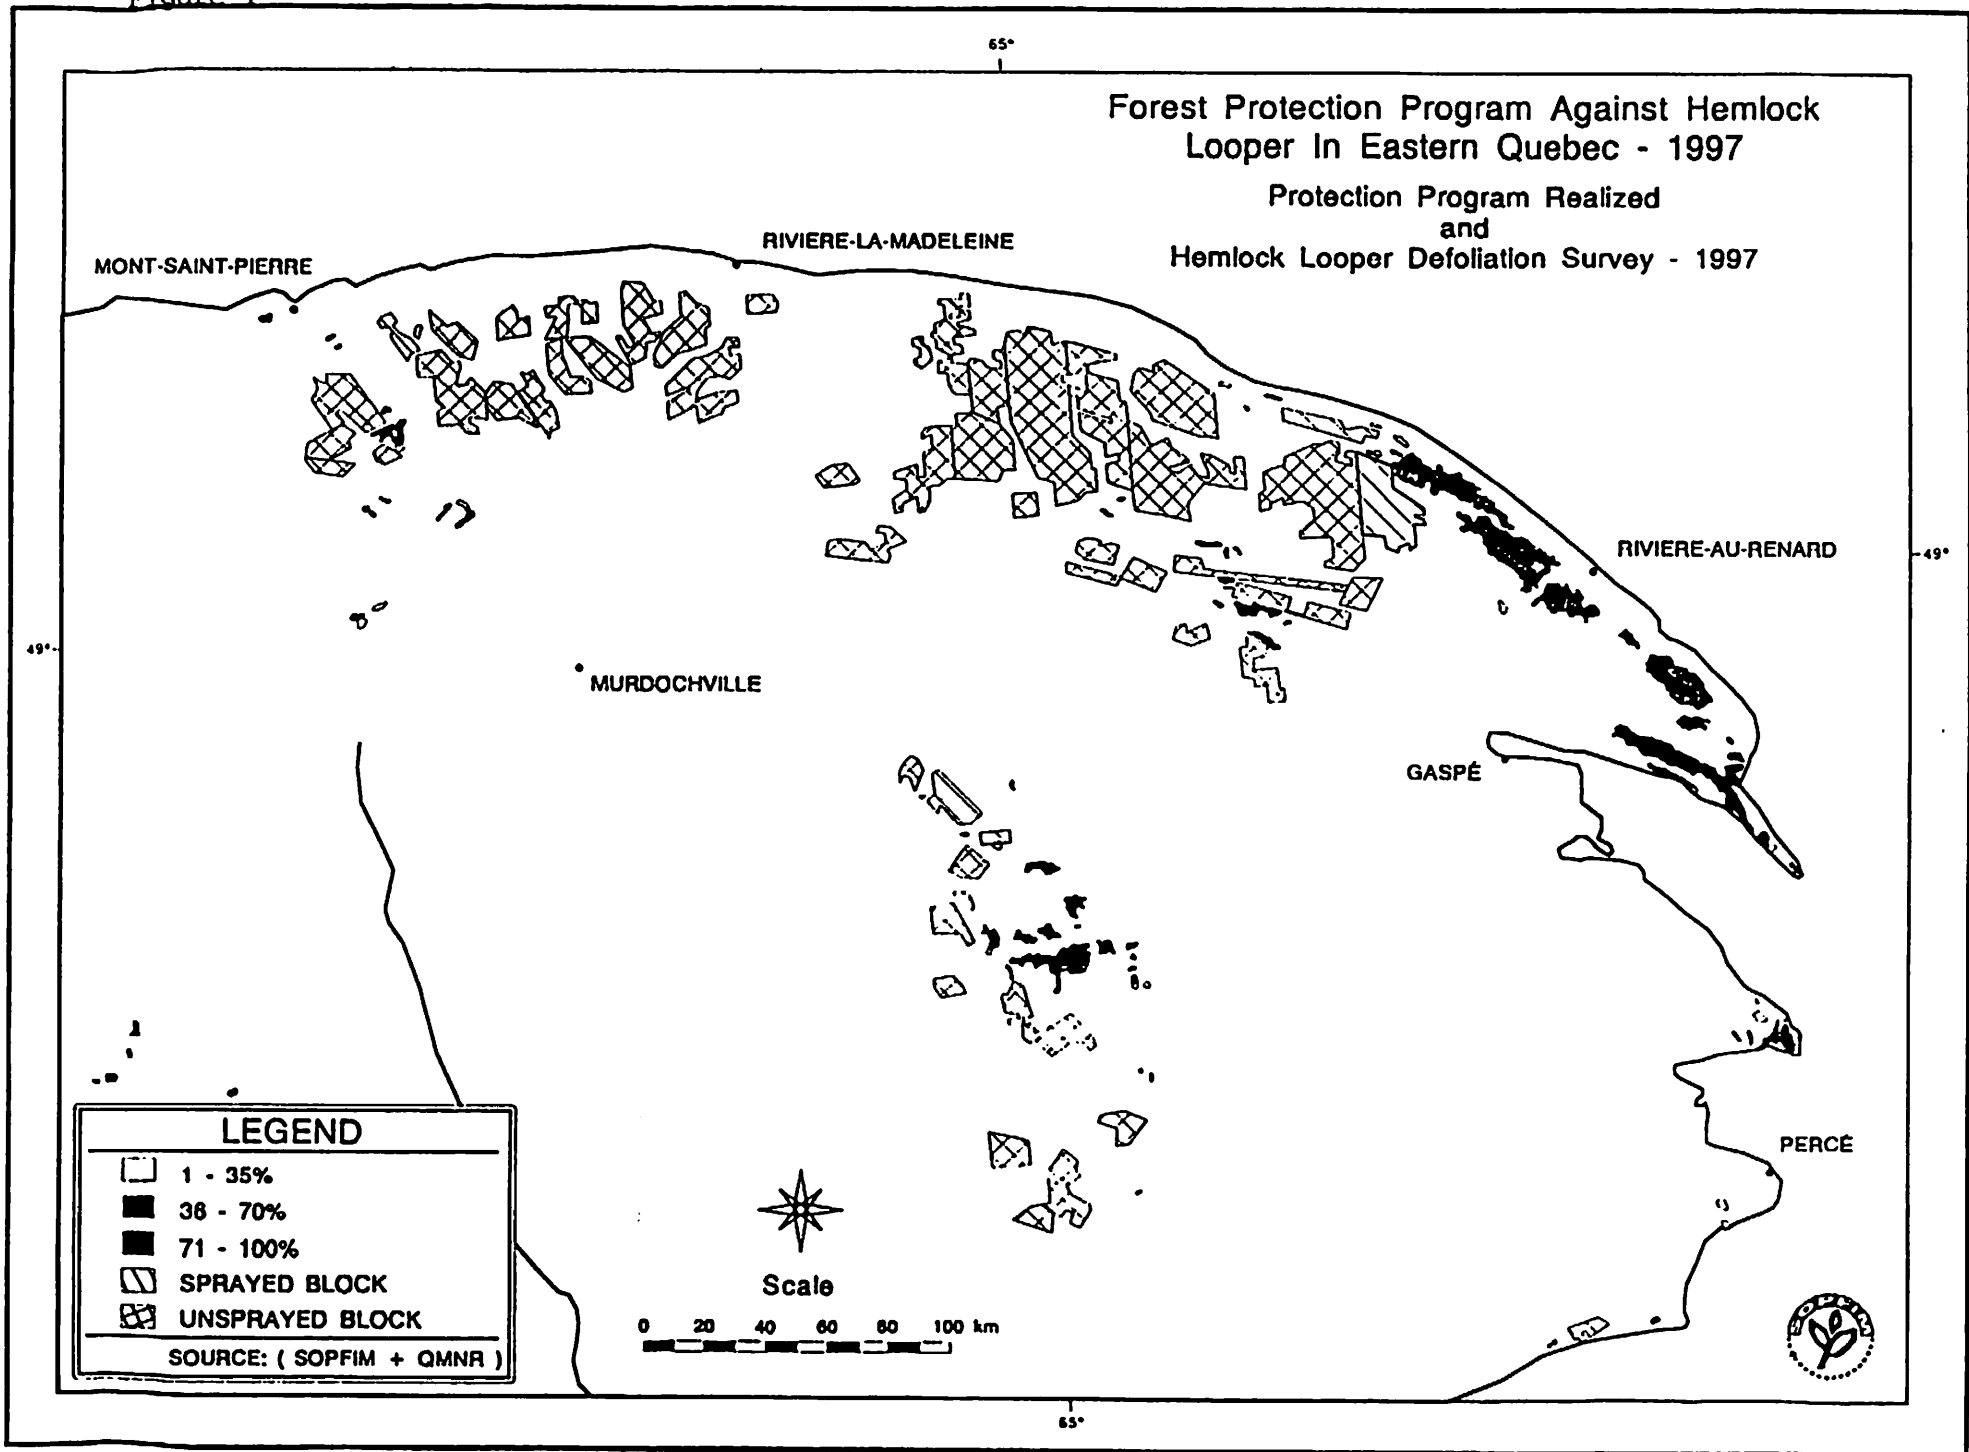 65°
Forest Protection Program Against Hemlock
Looper In Eastern Quebec - 1997
Protection Program Realized
and
Hemlock Looper Defoliation Survey - 1997
RIVIERE-LA-MADELEINE
MONT-SAINT-PIERRE
RIVIERE-AU-RENARD
49°
49°
MURDOCHVILLE
GASPÉ
PERCÉ
LEGEND
1 - 35%
36 - 70%
71 - 100%
SPRAYED BLOCK
UNSPRAYED BLOCK
SOURCE: ( SOPFIM + QMNR )
Scale
0 20 40 60 80 100 km
SOPFIM
65°